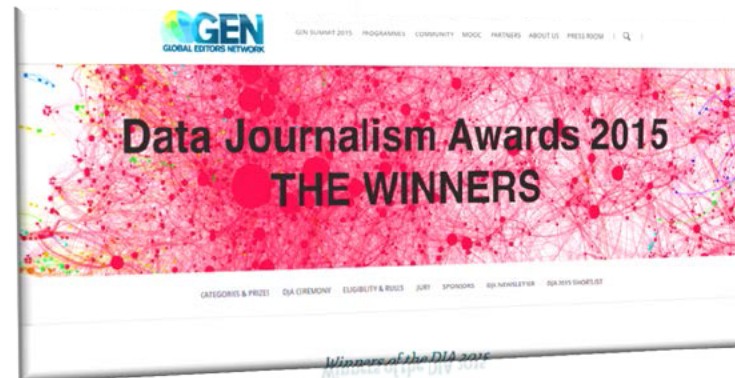 GEN
GLOBAL EDITORS NETWORK
GEN SUMMIT 2015 PROGRAMMES COMMUNITY MOOC PARTNERS ABOUT US PRESS ROOM
Data Journalism Awards 2015
THE WINNERS
CATEGORIES & PRIZES DJA CEREMONY ELIGIBILITY & RULES JURY SPONSORS DJA NEWSLETTER DJA 2015 SHORTLIST
Winners of the DJA 2015